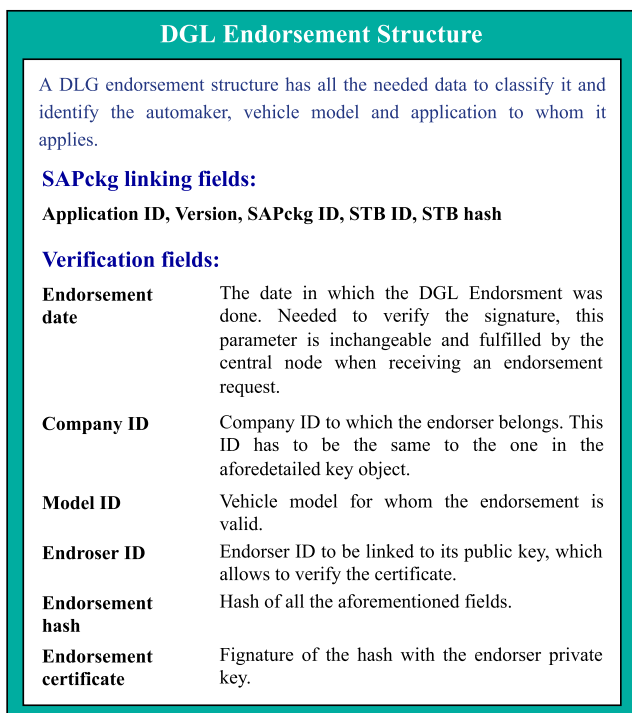 DGL Endorsement Structure
A DLG endorsement structure has all the needed data to classify it and
identify the automaker, vehicle model and application to whom it
applies.
SAPckg linking fields:
Application ID, Version, SAPckg ID, STB ID, STB hash
Verification fields:
Endorsement
date
The date in which the DGL Endorsment was
done. Needed to verify the signature, this
parameter is inchangeable and fulfilled by the
central node when receiving an endorsement
request.
Company ID
Company ID to which the endorser belongs. This
ID has to be the same to the one in the
aforedetailed key object.
Model ID
Vehicle model for whom the endorsement is
valid.
Endroser ID
Endorser ID to be linked to its public key, which
allows to verify the certificate.
Endorsement
hash
Hash of all the aforementioned fields.
Endorsement
certificate
Fignature of the hash with the endorser private
key.